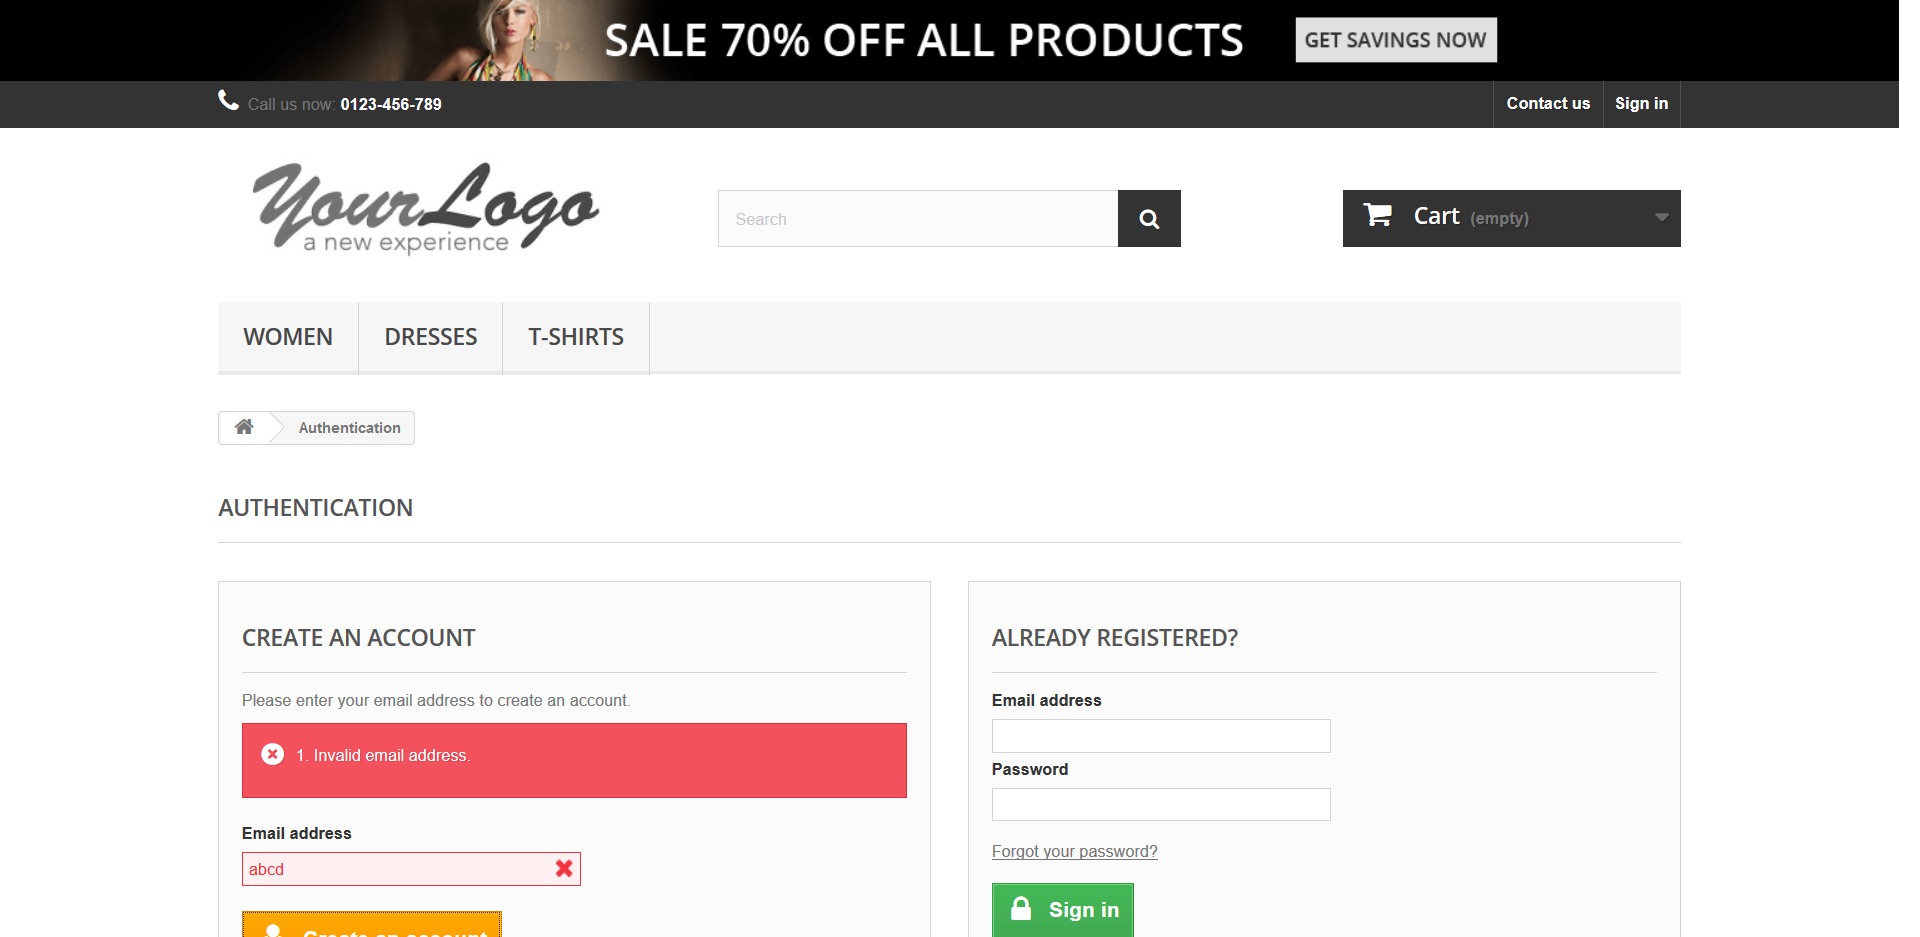 SALE 70% OFF ALL PRODUCTS GET SAVINGS NOW
Call us now: 0123-456-789 Contact us Sign in
YourLogo
a new experience
Search
Cart (empty)
WOMEN DRESSES T-SHIRTS
Authentication
AUTHENTICATION
CREATE AN ACCOUNT
Please enter your email address to create an account.
1. Invalid email address.
Email address
abcd
Create an account
ALREADY REGISTERED?
Email address
Password
Forgot your password?
Sign in